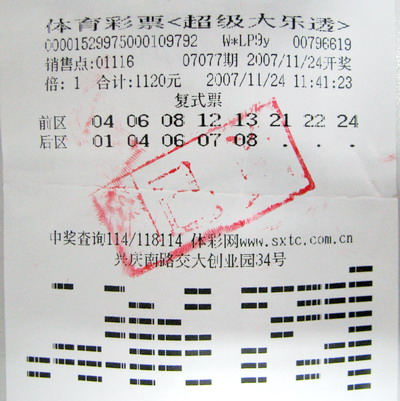 体育彩票<超级大乐透>
00001529975000109792 W*LP9y 00796619
销售点:01116 07077期 2007/11/24开奖
倍: 1 合计:1120元 2007/11/24 11:41:23
复式票
前区 04 06 08 12 13 21 22 24
后区 01 04 06 07 08 . . .
中奖查询114/118114 体彩网www.sxtc.com.cn
兴庆南路交大创业园34号